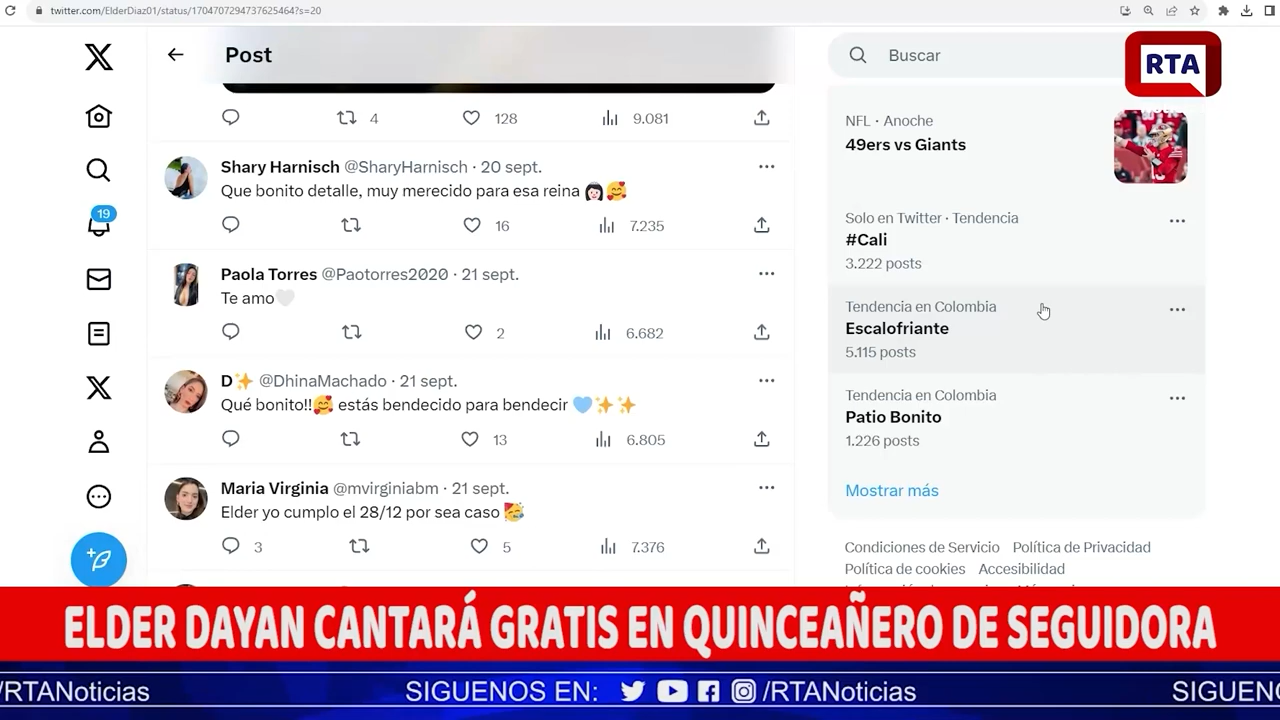 twitter.com/ElderDiaz01/status/1704707294737625464?s=20
Post
Buscar
RTA
4
128
9.081
NFL · Anoche
49ers vs Giants
Shary Harnisch @SharyHarnisch · 20 sept.
Que bonito detalle, muy merecido para esa reina 👸🏻🥰
16
7.235
Solo en Twitter · Tendencia
#Cali
3.222 posts
Paola Torres @Paotorres2020 · 21 sept.
Te amo🤍
2
6.682
Tendencia en Colombia
Escalofriante
5.115 posts
19
D✨ @DhinaMachado · 21 sept.
Qué bonito!!🥰 estás bendecido para bendecir 🩵✨✨
13
6.805
Tendencia en Colombia
Patio Bonito
1.226 posts
Maria Virginia @mvirginiabm · 21 sept.
Elder yo cumplo el 28/12 por sea caso 🥳
3
5
7.376
Mostrar más
Condiciones de Servicio Política de Privacidad
Política de cookies Accesibilidad
ELDER DAYAN CANTARÁ GRATIS EN QUINCEAÑERO DE SEGUIDORA
/RTANoticias SIGUENOS EN: /RTANoticias SIGUENO